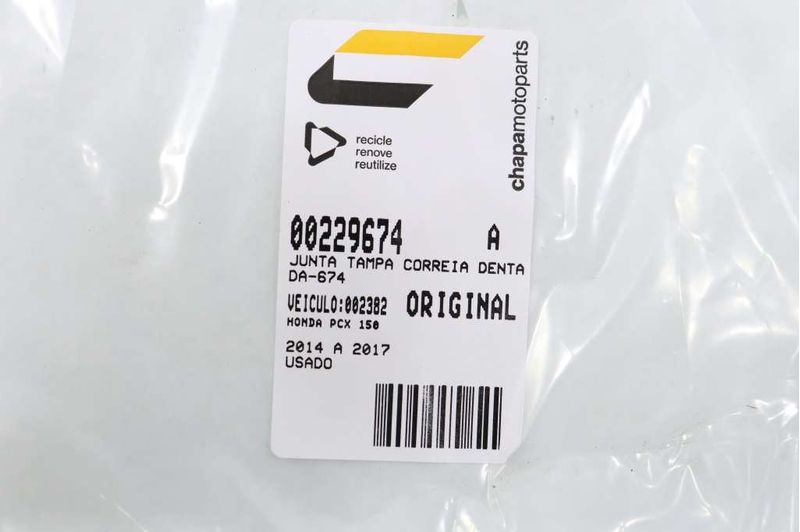 chapamotoparts
recicle
renove
reutilize
00229674 A
JUNTA TAMPA CORREIA DENTA
DA-674
VEICULO:002382 ORIGINAL
HONDA PCX 150
2014 A 2017
USADO